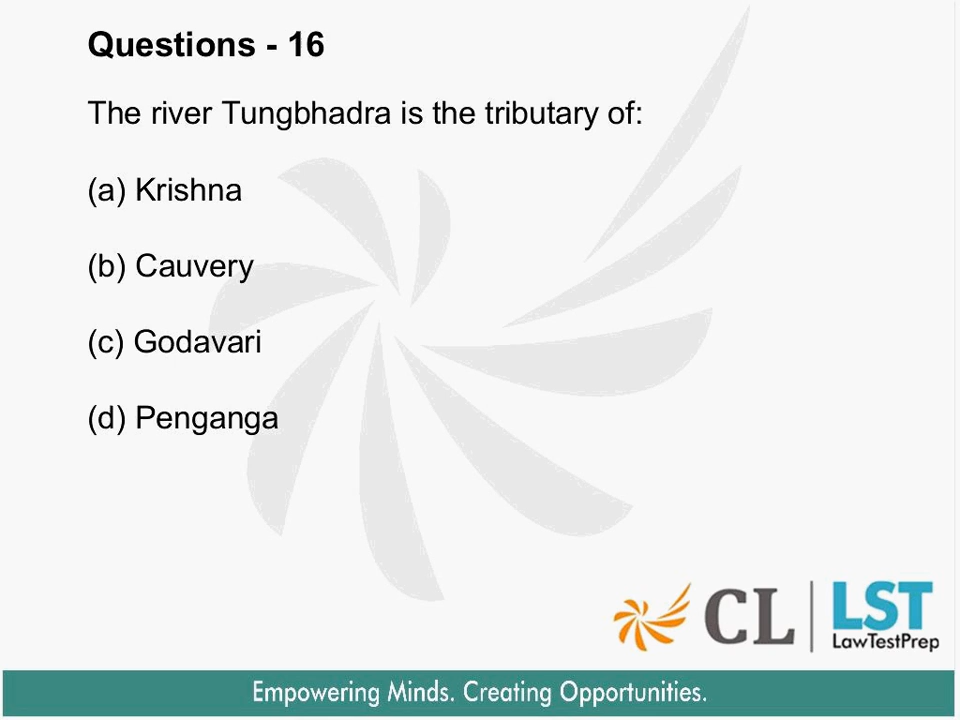 Questions - 16
The river Tungbhadra is the tributary of:
(a) Krishna
(b) Cauvery
(c) Godavari
(d) Penganga
CL | LST
LawTestPrep
Empowering Minds. Creating Opportunities.